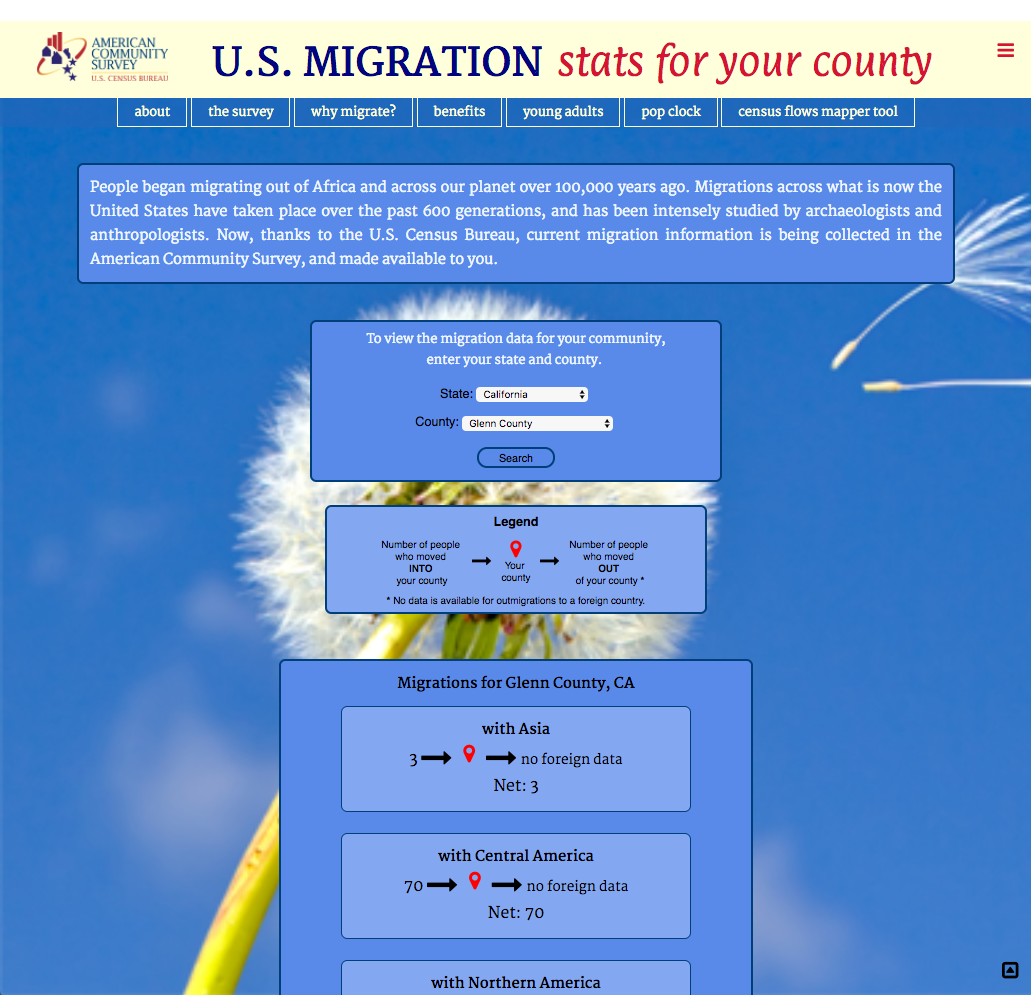 AMERICAN
COMMUNITY
SURVEY
U.S. CENSUS BUREAU
U.S. MIGRATION stats for your county
about the survey why migrate? benefits young adults pop clock census flows mapper tool
People began migrating out of Africa and across our planet over 100,000 years ago. Migrations across what is now the
United States have taken place over the past 600 generations, and has been intensely studied by archaeologists and
anthropologists. Now, thanks to the U.S. Census Bureau, current migration information is being collected in the
American Community Survey, and made available to you.
To view the migration data for your community,
enter your state and county.
State: California
County: Glenn County
Search
Legend
Number of people
who moved
INTO
your county
Your
county
Number of people
who moved
OUT
of your county *
* No data is available for outmigrations to a foreign country.
Migrations for Glenn County, CA
with Asia
3 no foreign data
Net: 3
with Central America
70 no foreign data
Net: 70
with Northern America